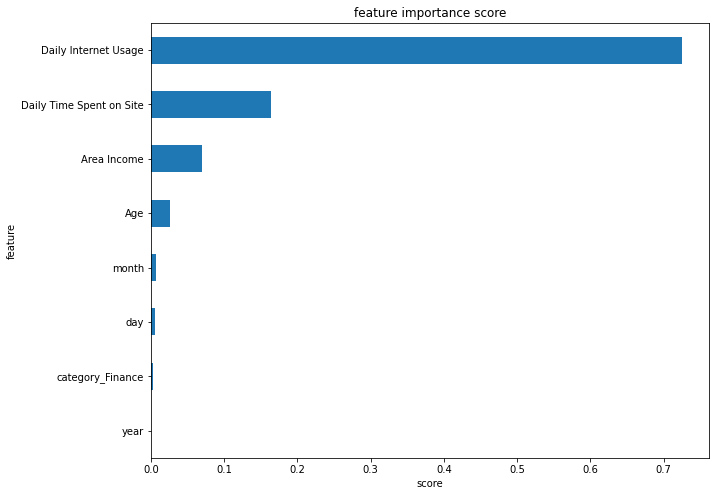 feature importance score
Daily Internet Usage
Daily Time Spent on Site
Area Income
Age
month
day
category_Finance
year
feature
0.0 0.1 0.2 0.3 0.4 0.5 0.6 0.7
score